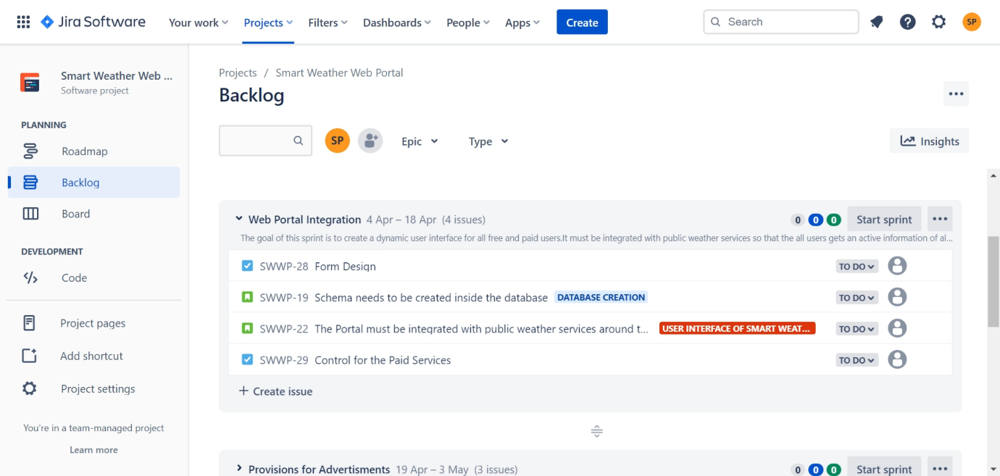 Jira Software Your work Projects Filters Dashboards People Apps Create Search SP
Smart Weather Web ...
Software project
PLANNING
Roadmap
Backlog
Board
DEVELOPMENT
Code
Project pages
Add shortcut
Project settings
You're in a team-managed project
Learn more
Projects / Smart Weather Web Portal
Backlog
SP Epic Type Insights
Web Portal Integration 4 Apr – 18 Apr (4 issues) 0 0 0 Start sprint
The goal of this sprint is to create a dynamic user interface for all free and paid users.It must be integrated with public weather services so that the all users gets an active information of al...
SWWP-28 Form Design TO DO
SWWP-19 Schema needs to be created inside the database DATABASE CREATION TO DO
SWWP-22 The Portal must be integrated with public weather services around t... USER INTERFACE OF SMART WEAT... TO DO
SWWP-29 Control for the Paid Services TO DO
+ Create issue
Provisions for Advertisments 19 Apr – 3 May (3 issues) 0 0 0 Start sprint